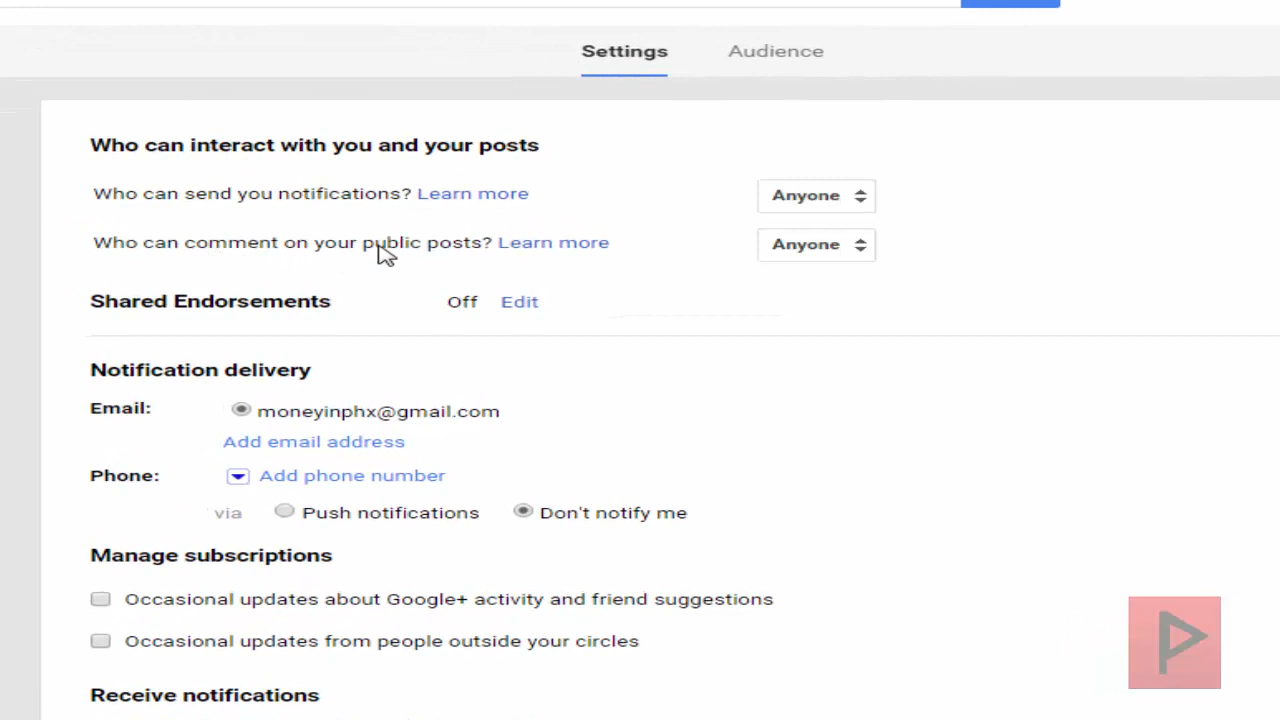 Settings Audience
Who can interact with you and your posts
Who can send you notifications? Learn more Anyone
Who can comment on your public posts? Learn more Anyone
Shared Endorsements Off Edit
Notification delivery
Email: moneyinphx@gmail.com
Add email address
Phone: Add phone number
via Push notifications Don't notify me
Manage subscriptions
Occasional updates about Google+ activity and friend suggestions
Occasional updates from people outside your circles
Receive notifications